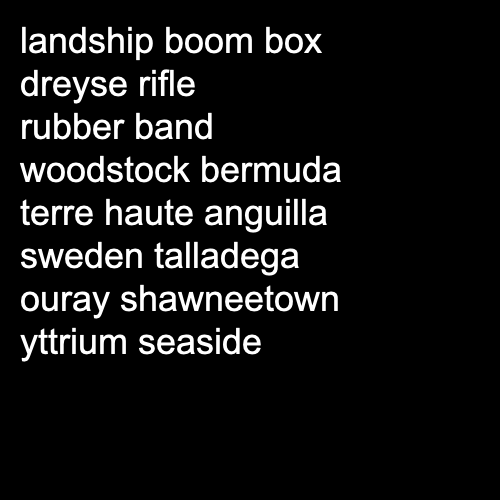 landship boom box
dreyse rifle
rubber band
woodstock bermuda
terre haute anguilla
sweden talladega
ouray shawneetown
yttrium seaside